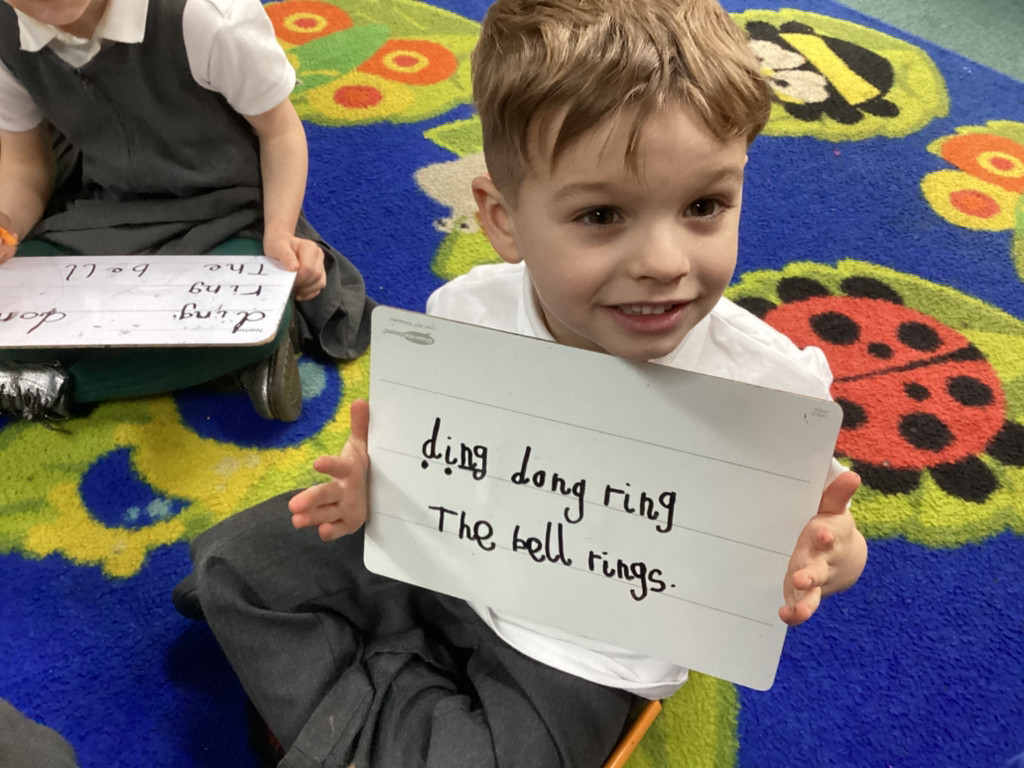 The bell
ring
ding.
ding dong ring
The bell rings.